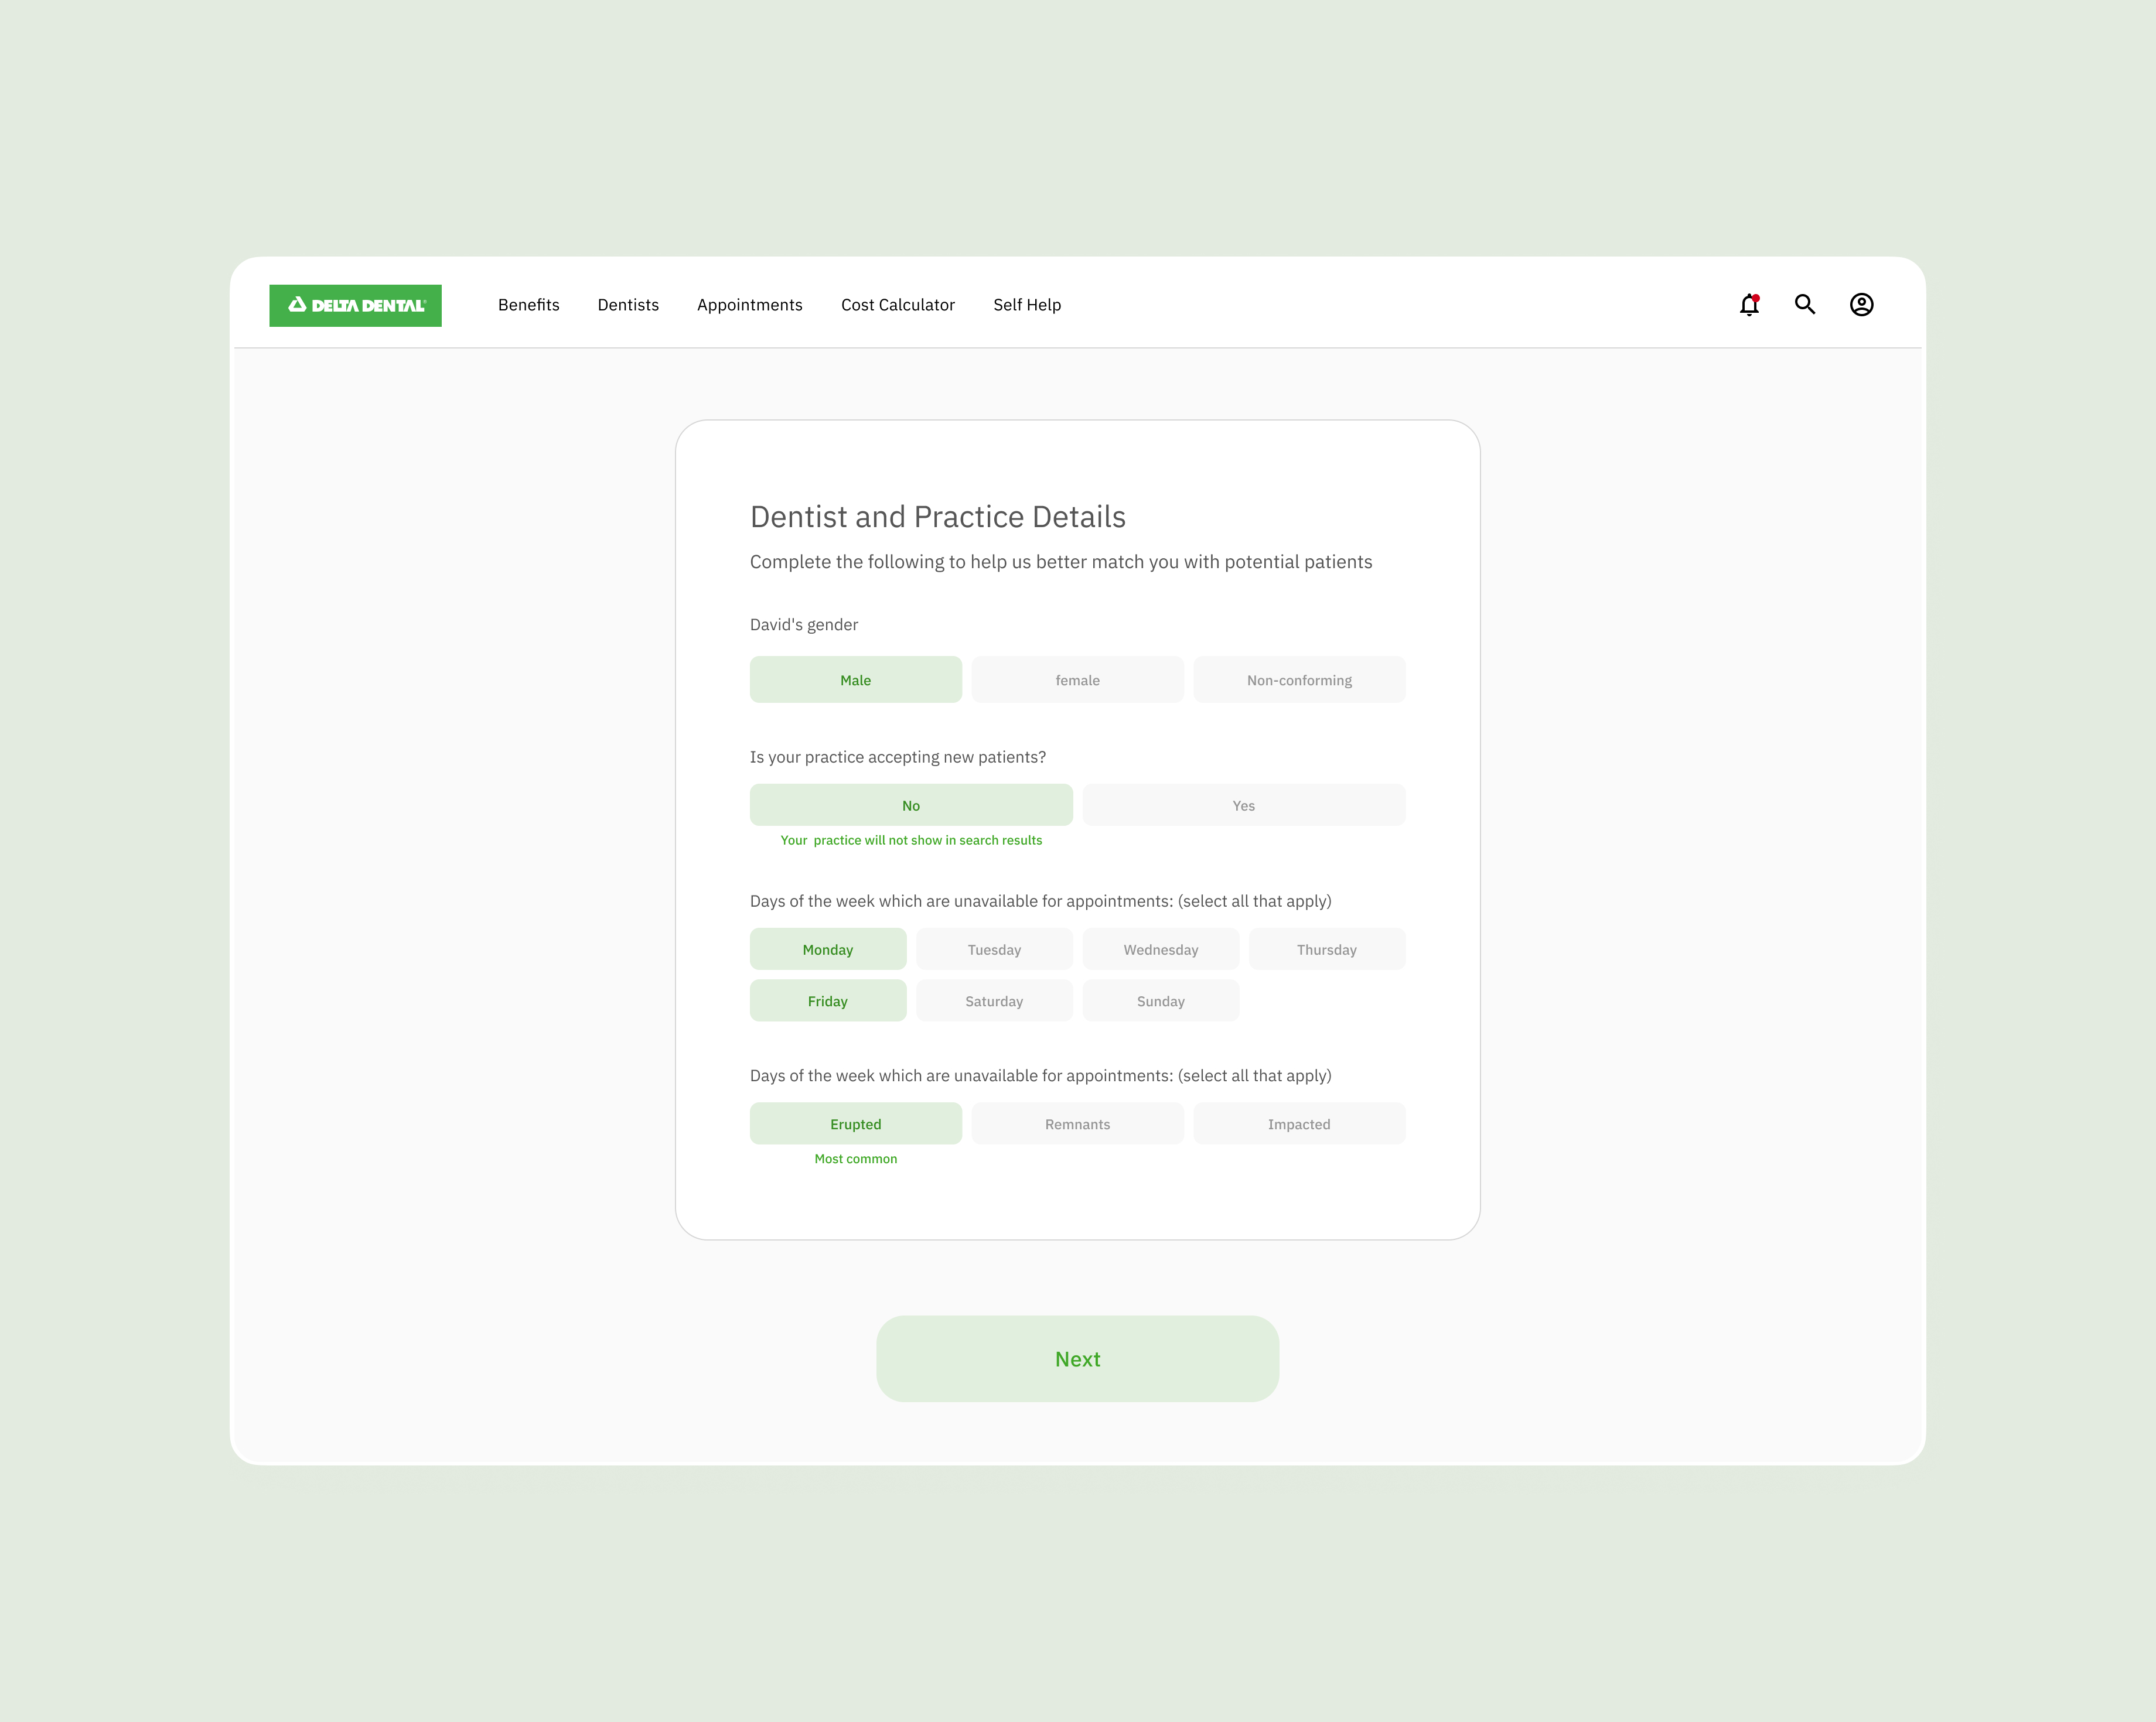 DELTA DENTAL®
Benefits Dentists Appointments Cost Calculator Self Help
Dentist and Practice Details
Complete the following to help us better match you with potential patients
David's gender
Male female Non-conforming
Is your practice accepting new patients?
No Yes
Your  practice will not show in search results
Days of the week which are unavailable for appointments: (select all that apply)
Monday Tuesday Wednesday Thursday
Friday Saturday Sunday
Days of the week which are unavailable for appointments: (select all that apply)
Erupted Remnants Impacted
Most common
Next